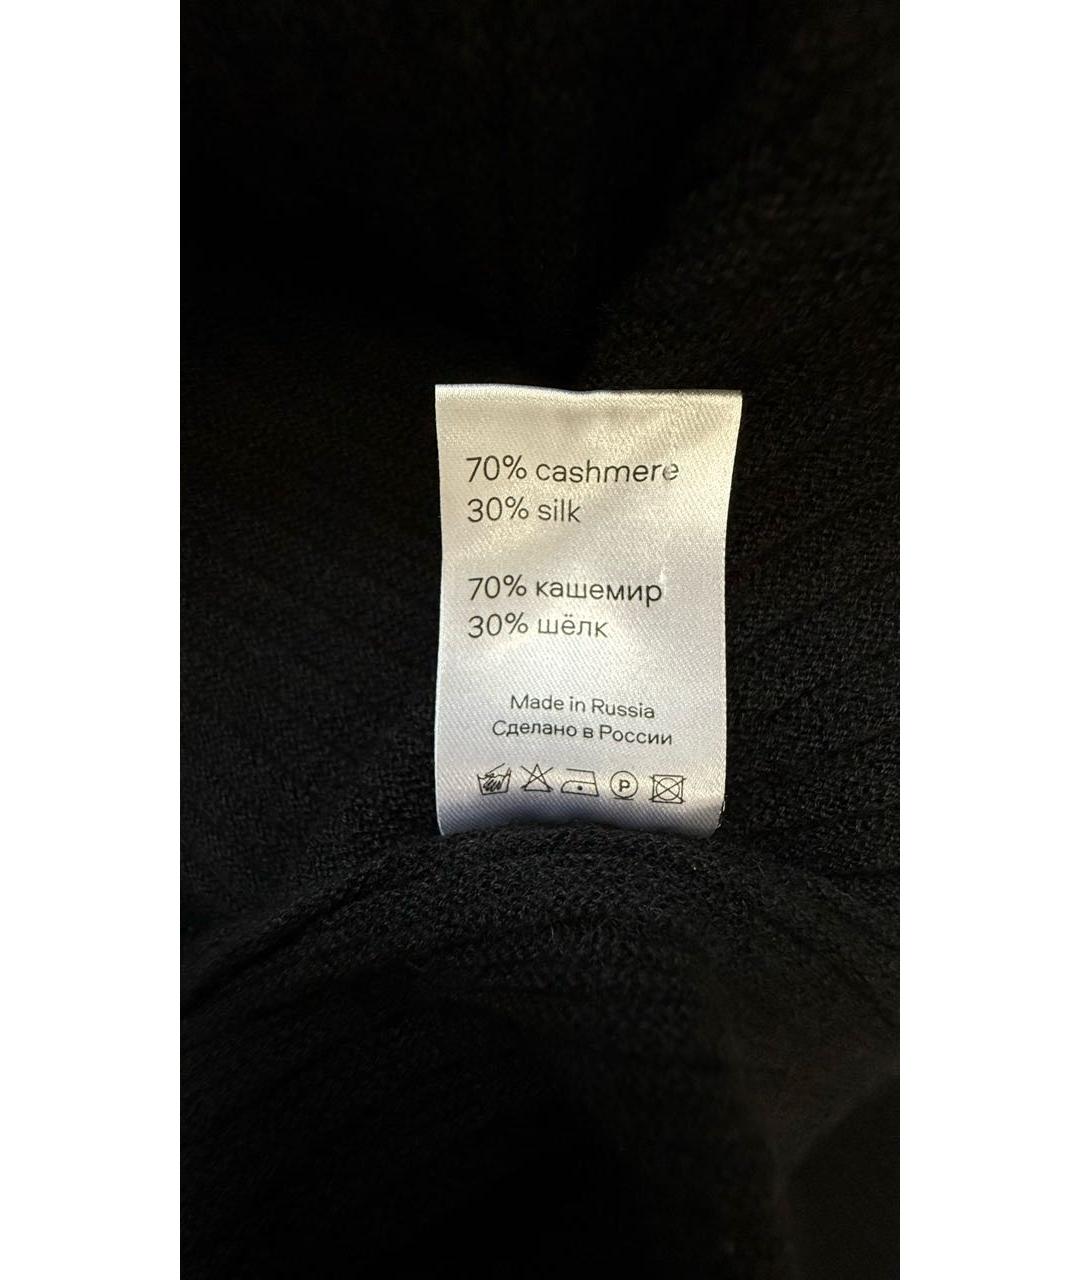 70% cashmere
30% silk
70% кашемир
30% шёлк
Made in Russia
Сделано в России
P